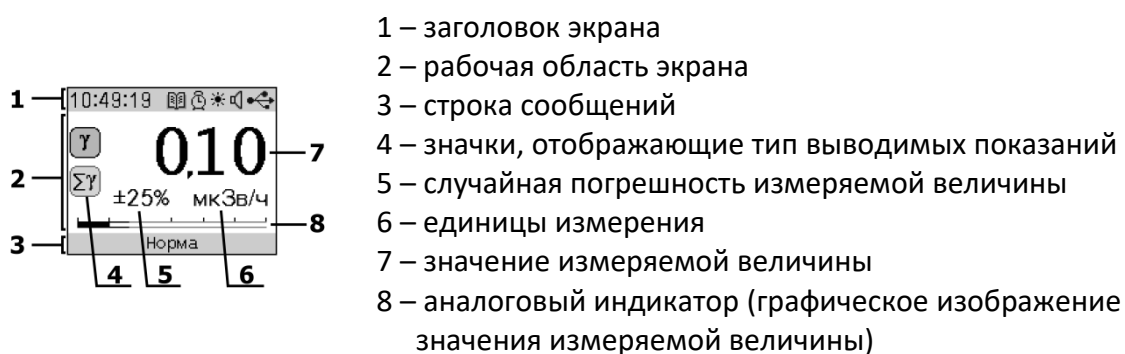 1 – заголовок экрана
2 – рабочая область экрана
3 – строка сообщений
4 – значки, отображающие тип выводимых показаний
5 – случайная погрешность измеряемой величины
6 – единицы измерения
7 – значение измеряемой величины
8 – аналоговый индикатор (графическое изображение
значения измеряемой величины)
1
10:49:19
γ
0,10
7
2
Σγ
±25% мкЗв/ч
8
3
Норма
4 5 6